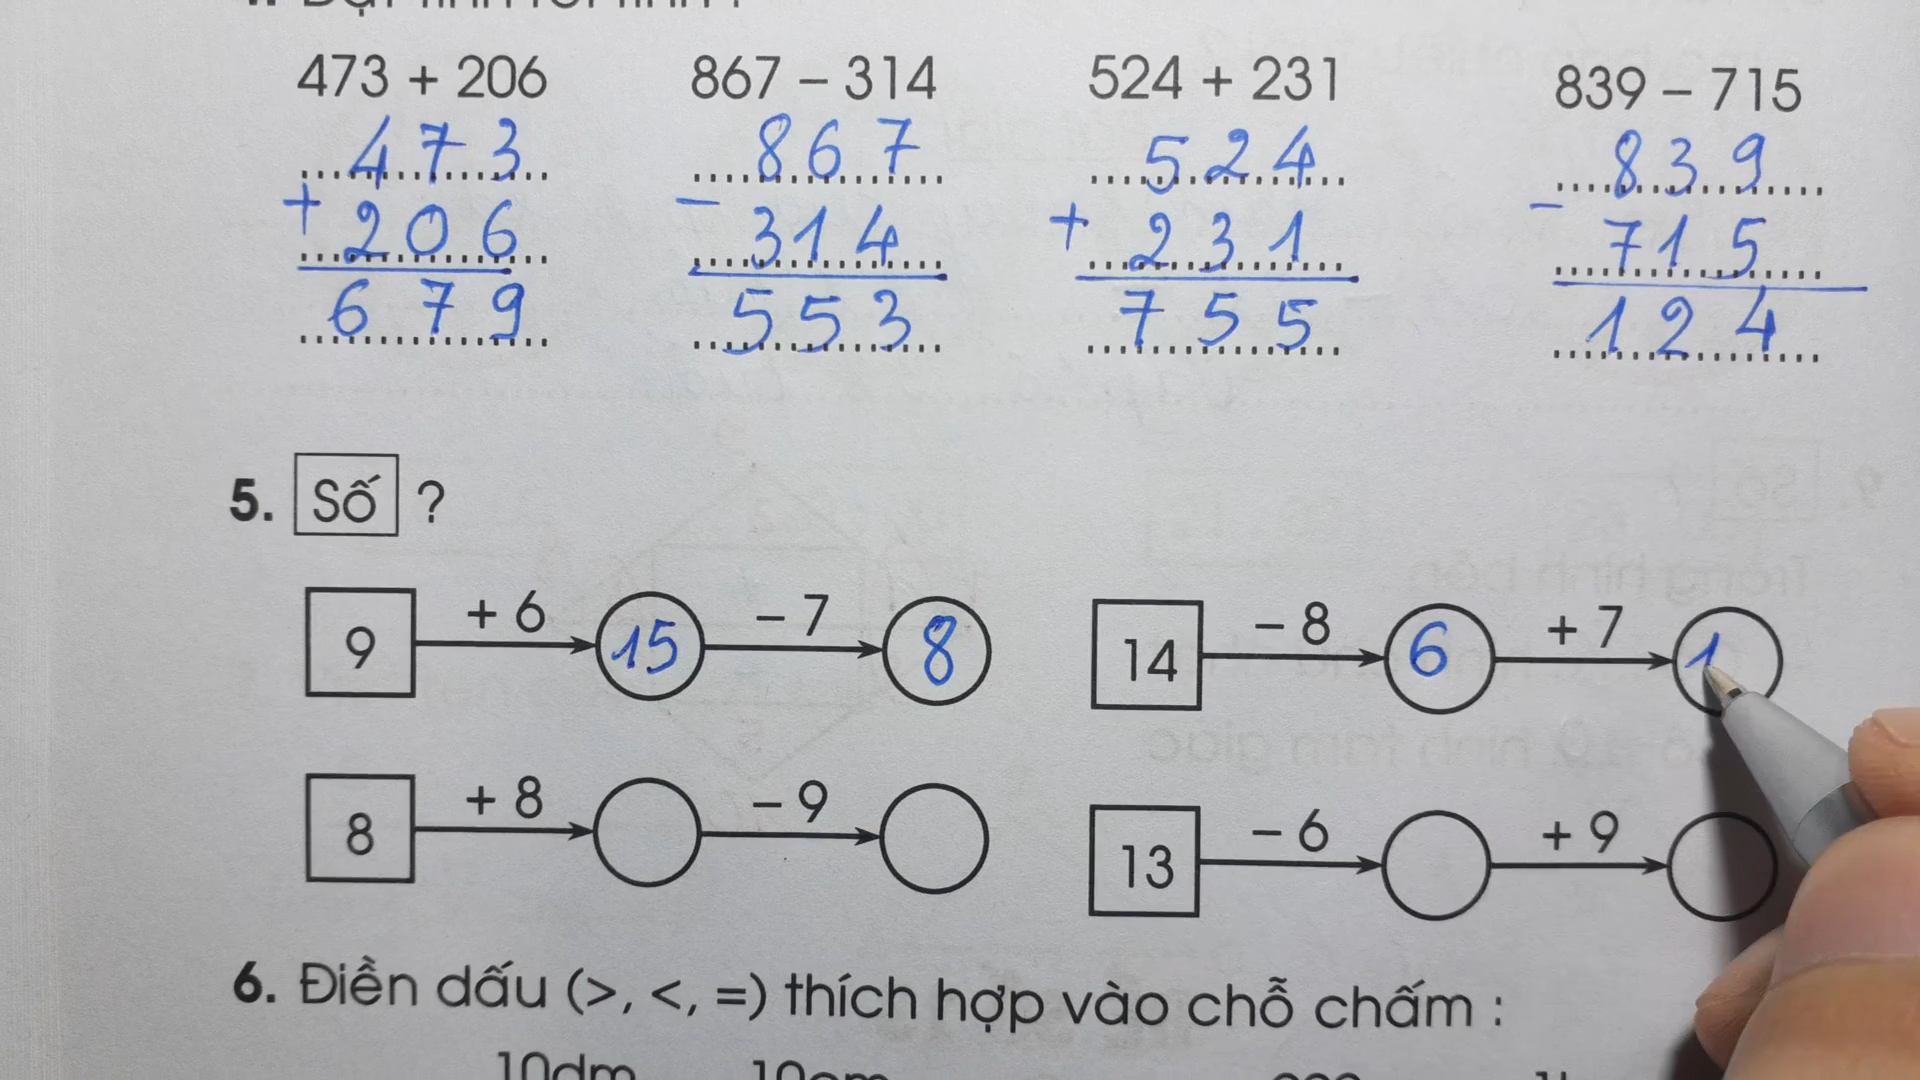 473 + 206 867 – 314 524 + 231 839 – 715
473 867 524 839
+ – + –
206 314 231 715
679 553 755 124
5. Số ?
+ 6 – 7 – 8 + 7
9 15 8 14 6 1
+ 8 – 9 – 6 + 9
8 13
6. Điền dấu (>, <, =) thích hợp vào chỗ chấm :
10dm